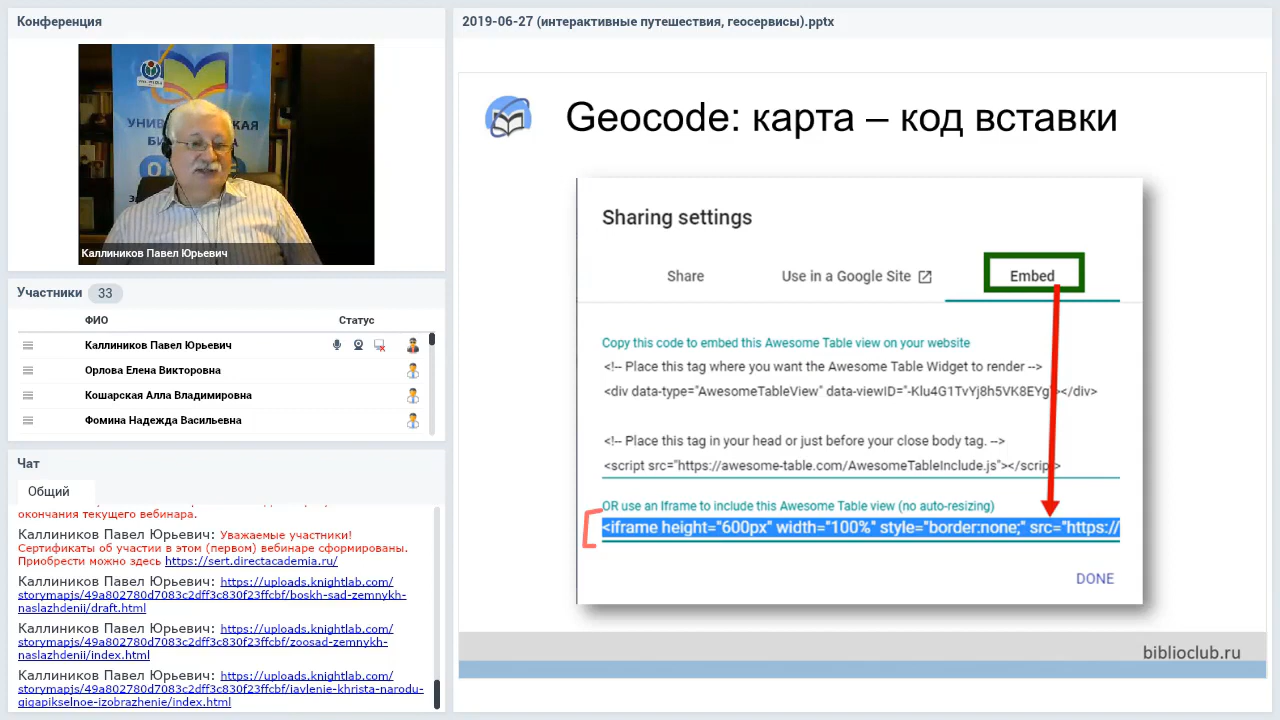 Конференция
УНИВ
КАЯ
БИ
А
Каллиников Павел Юрьевич
Участники 33
ФИО Статус
Каллиников Павел Юрьевич
Орлова Елена Викторовна
Кошарская Алла Владимировна
Фомина Надежда Васильевна
Чат
Общий
окончания текущего вебинара.
Каллиников Павел Юрьевич: Уважаемые участники!
Сертификаты об участии в этом (первом) вебинаре сформированы.
Приобрести можно здесь https://sert.directacademia.ru/
Каллиников Павел Юрьевич: https://uploads.knightlab.com/
storymapjs/49a802780d7083c2dff3c830f23ffcbf/boskh-sad-zemnykh-
naslazhdenii/draft.html
Каллиников Павел Юрьевич: https://uploads.knightlab.com/
storymapjs/49a802780d7083c2dff3c830f23ffcbf/zoosad-zemnykh-
naslazhdenii/index.html
Каллиников Павел Юрьевич: https://uploads.knightlab.com/
storymapjs/49a802780d7083c2dff3c830f23ffcbf/iavlenie-khrista-narodu-
gigapikselnoe-izobrazhenie/index.html
2019-06-27 (интерактивные путешествия, геосервисы).pptx
Geocode: карта – код вставки
Sharing settings
Share Use in a Google Site Embed
Copy this code to embed this Awesome Table view on your website
<!-- Place this tag where you want the Awesome Table Widget to render -->
<div data-type="AwesomeTableView" data-viewID="-Klu4G1TvYj8h5VK8EYg"></div>
<!-- Place this tag in your head or just before your close body tag. -->
<script src="https://awesome-table.com/AwesomeTableInclude.js"></script>
OR use an Iframe to include this Awesome Table view (no auto-resizing)
<iframe height="600px" width="100%" style="border:none;" src="https://
DONE
biblioclub.ru